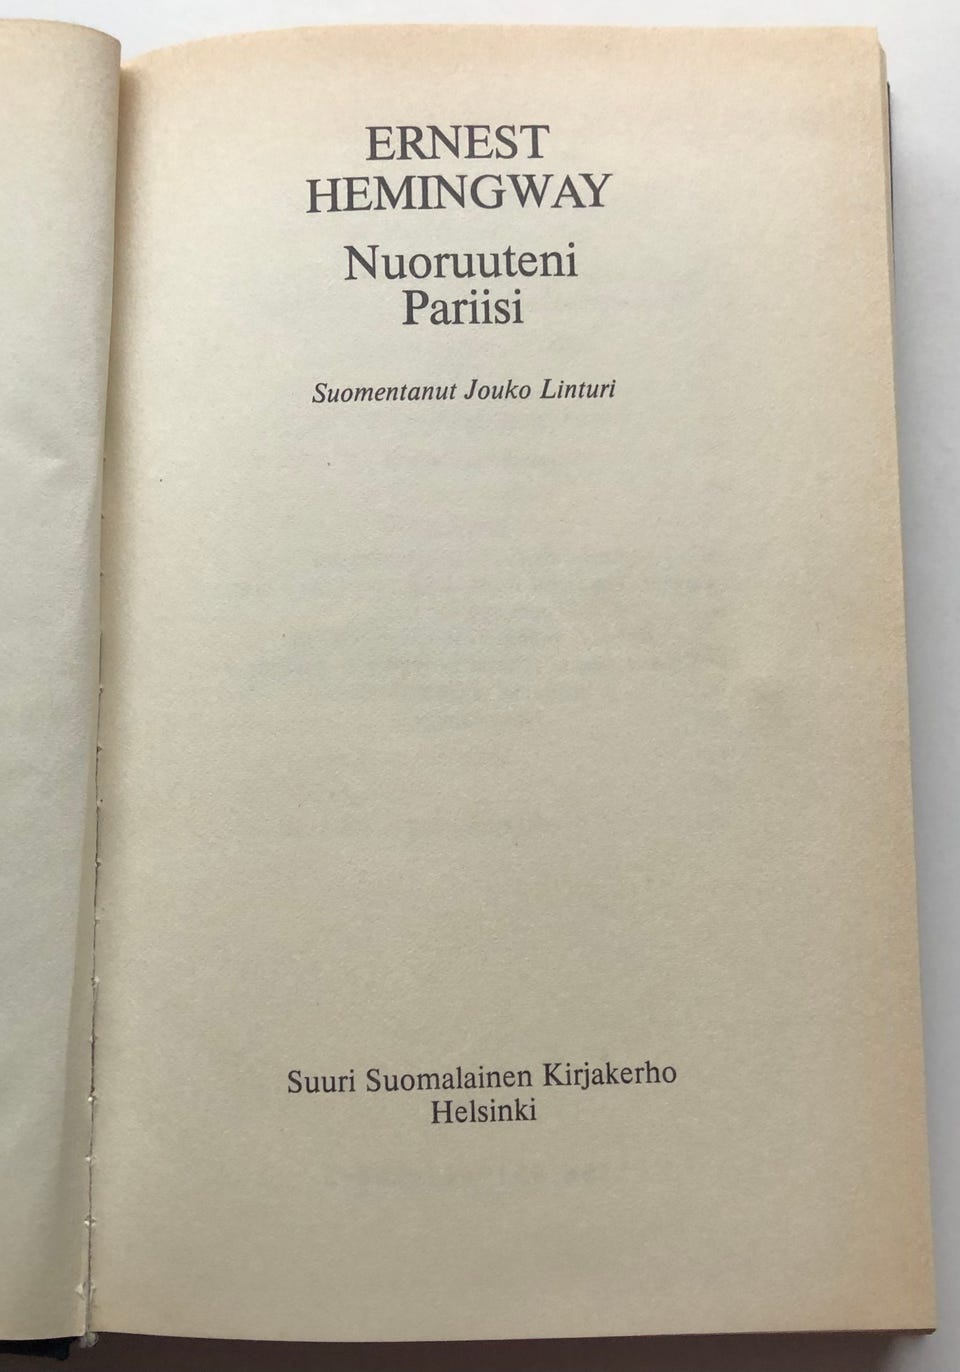 ERNEST
HEMINGWAY
Nuoruuteni
Pariisi
Suomentanut Jouko Linturi
Suuri Suomalainen Kirjakerho
Helsinki